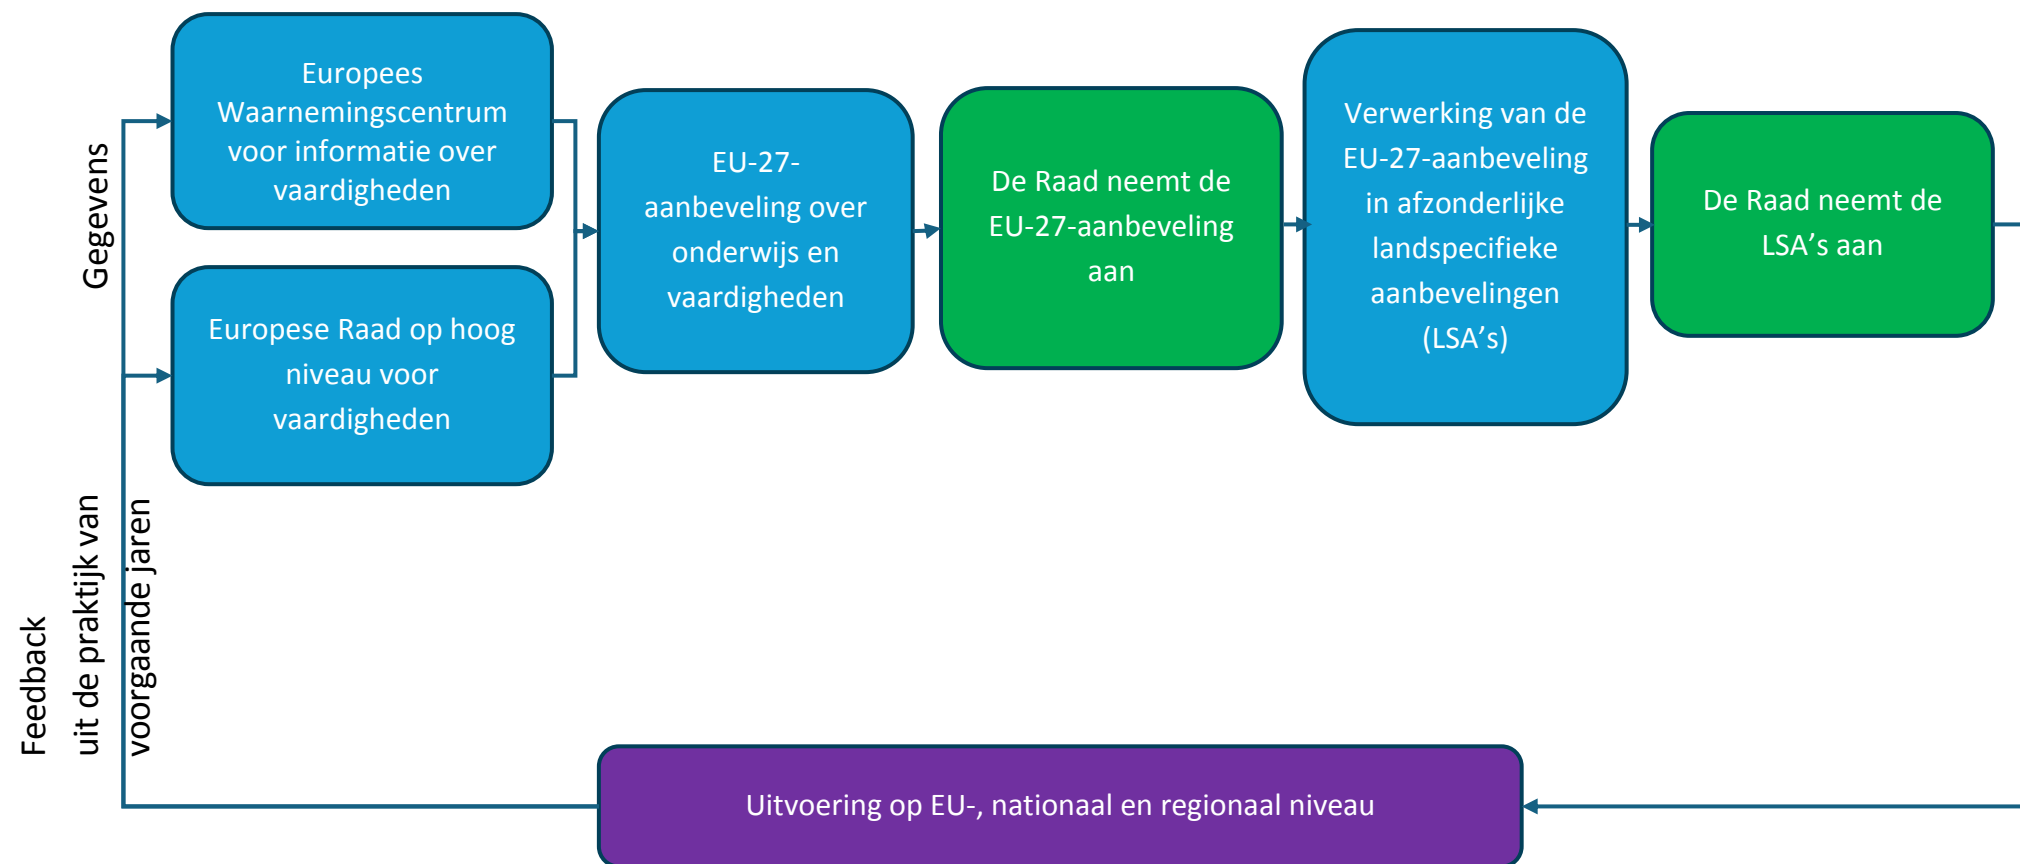 Europees
Waarnemingscentrum
voor informatie over
vaardigheden
Europese Raad op hoog
niveau voor
vaardigheden
EU-27-
aanbeveling over
onderwijs en
vaardigheden
De Raad neemt de
EU-27-aanbeveling
aan
Verwerking van de
EU-27-aanbeveling
in afzonderlijke
landspecifieke
aanbevelingen
(LSA’s)
De Raad neemt de
LSA’s aan
Gegevens
Feedback
uit de praktijk van
voorgaande jaren
Uitvoering op EU-, nationaal en regionaal niveau